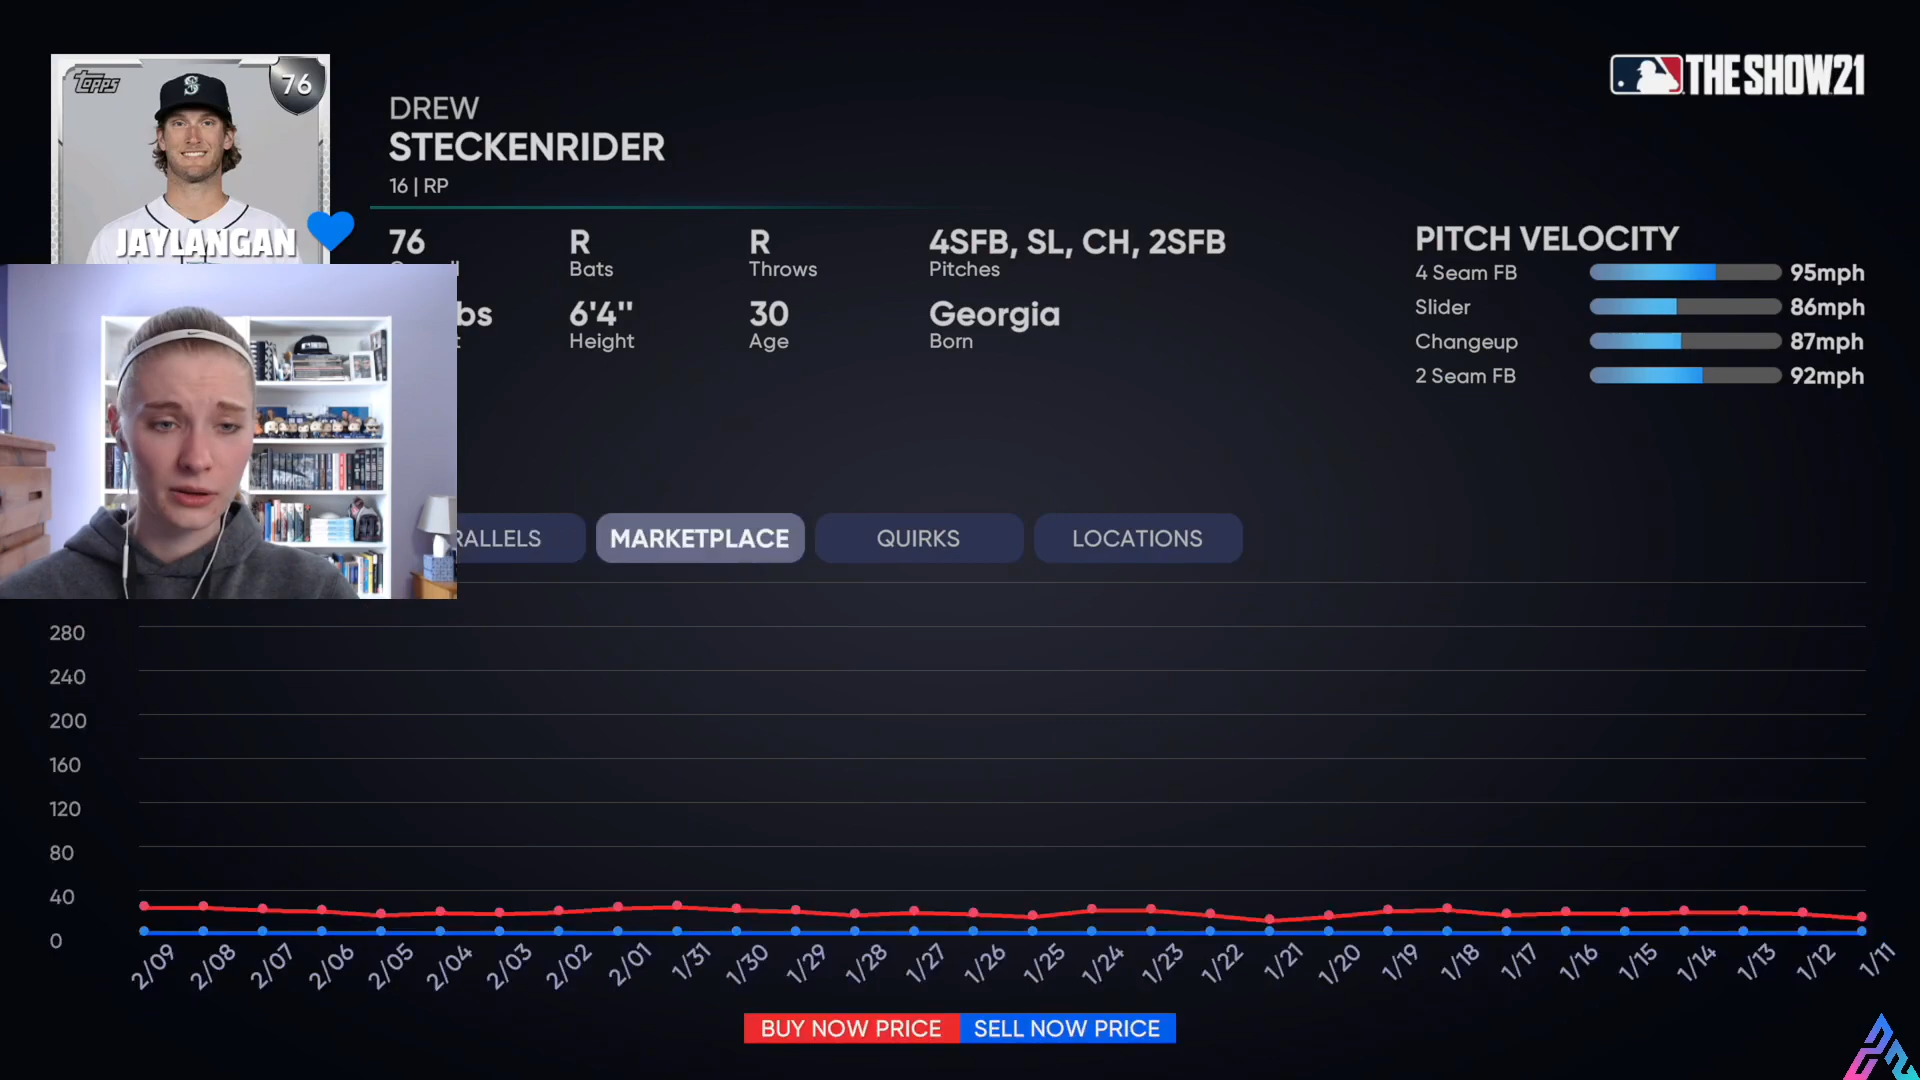 Topps
76
JAYLANGAN
DREW
STECKENRIDER
16 | RP
76
R
Bats
R
Throws
4SFB, SL, CH, 2SFB
Pitches
bs
6'4"
Height
30
Age
Georgia
Born
THE SHOW 21
PITCH VELOCITY
4 Seam FB 95mph
Slider 86mph
Changeup 87mph
2 Seam FB 92mph
RALLELS
MARKETPLACE
QUIRKS
LOCATIONS
280
240
200
160
120
80
40
0
2/09 2/08 2/07 2/06 2/05 2/04 2/03 2/02 2/01 1/31 1/30 1/29 1/28 1/27 1/26 1/25 1/24 1/23 1/22 1/21 1/20 1/19 1/18 1/17 1/16 1/15 1/14 1/13 1/12 1/11
BUY NOW PRICE SELL NOW PRICE